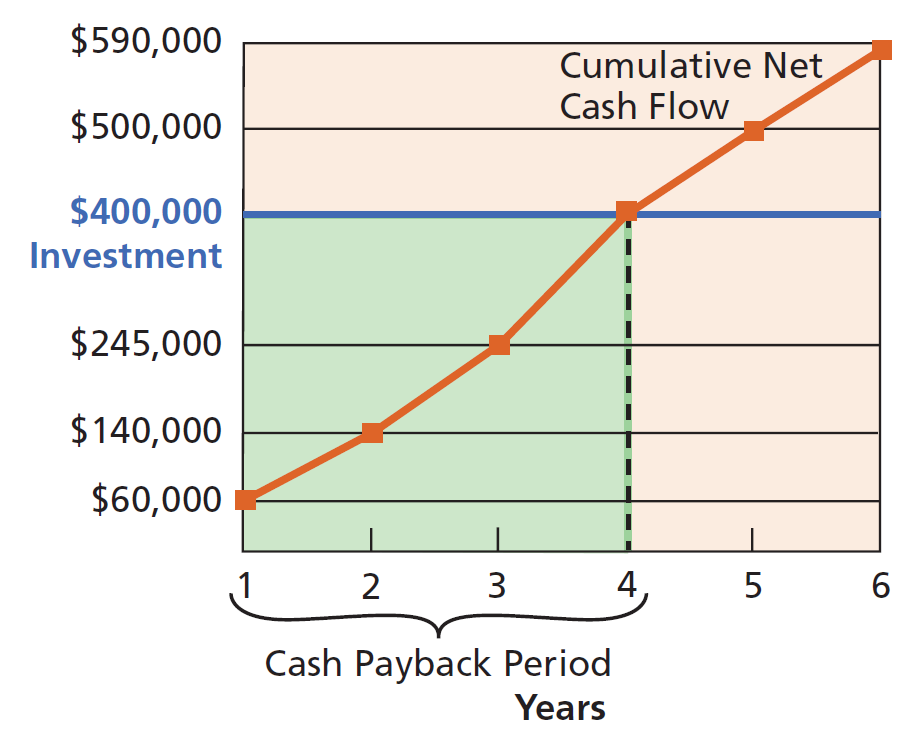 $590,000
Cumulative Net
Cash Flow
$500,000
$400,000
Investment
$245,000
$140,000
$60,000
1 2 3 4 5 6
Cash Payback Period
Years